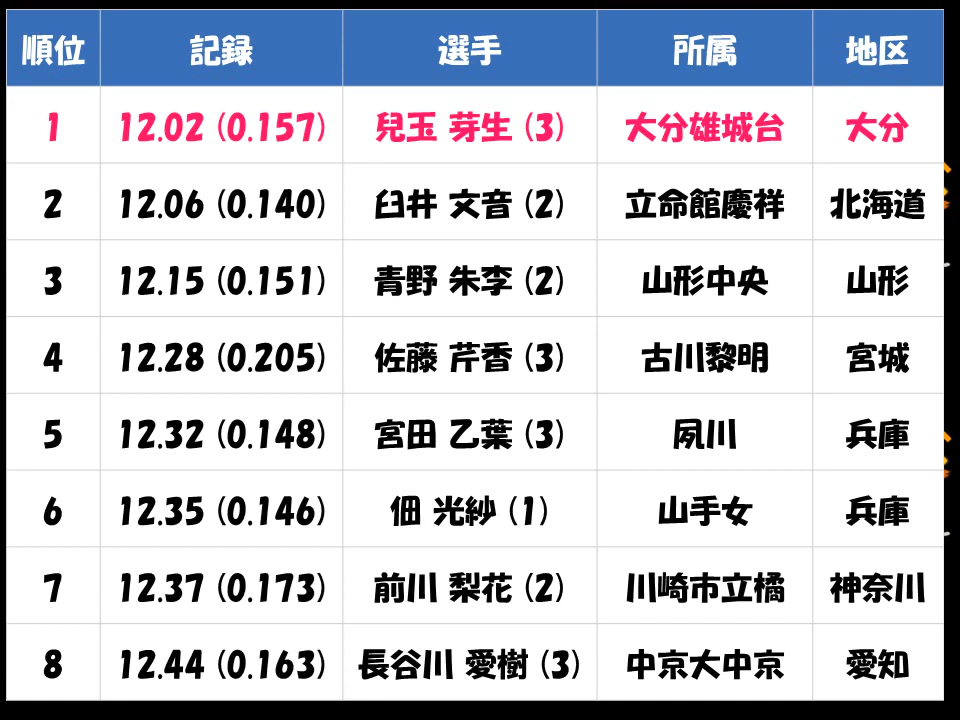 順位 記録 選手 所属 地区
1 12.02 (0.157) 兒玉 芽生 (3) 大分雄城台 大分
2 12.06 (0.140) 臼井 文音 (2) 立命館慶祥 北海道
3 12.15 (0.151) 青野 朱李 (2) 山形中央 山形
4 12.28 (0.205) 佐藤 芹香 (3) 古川黎明 宮城
5 12.32 (0.148) 宮田 乙葉 (3) 夙川 兵庫
6 12.35 (0.146) 佃 光紗 (1) 山手女 兵庫
7 12.37 (0.173) 前川 梨花 (2) 川崎市立橘 神奈川
8 12.44 (0.163) 長谷川 愛樹 (3) 中京大中京 愛知